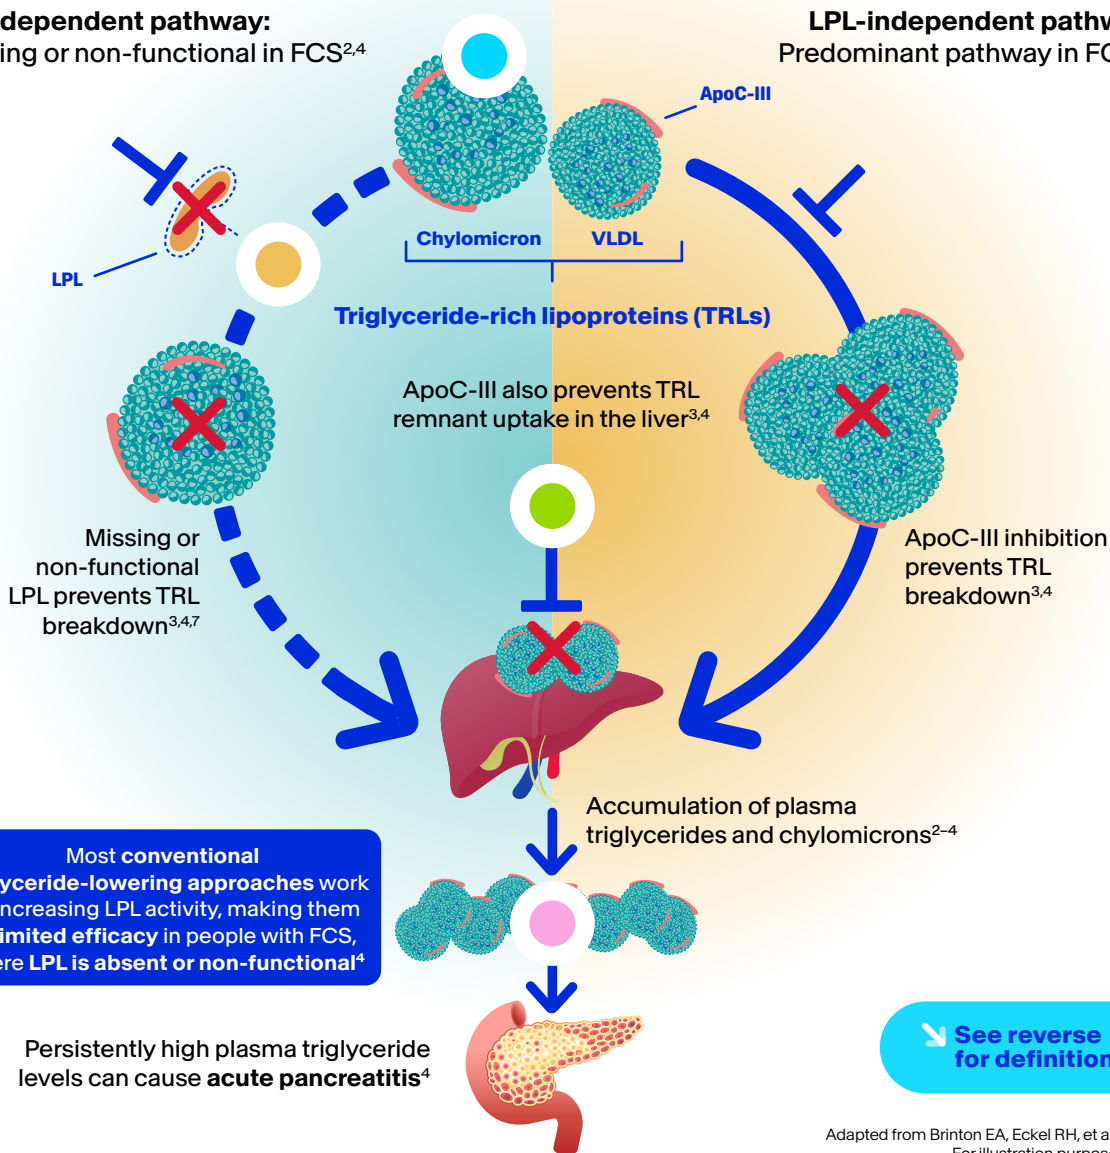 dependent pathway:
ing or non-functional in FCS2,4
LPL-independent pathw
Predominant pathway in FC
ApoC-III
LPL
Chylomicron
VLDL
Triglyceride-rich lipoproteins (TRLs)
ApoC-III also prevents TRL
remnant uptake in the liver3,4
Missing or
non-functional
LPL prevents TRL
breakdown3,4,7
ApoC-III inhibition
prevents TRL
breakdown3,4
Accumulation of plasma
triglycerides and chylomicrons2–4
Most conventional
lyceride-lowering approaches work
ncreasing LPL activity, making them
limited efficacy in people with FCS,
ere LPL is absent or non-functional4
Persistently high plasma triglyceride
levels can cause acute pancreatitis4
See reverse
for definition
Adapted from Brinton EA, Eckel RH, et a
For illustration purpos